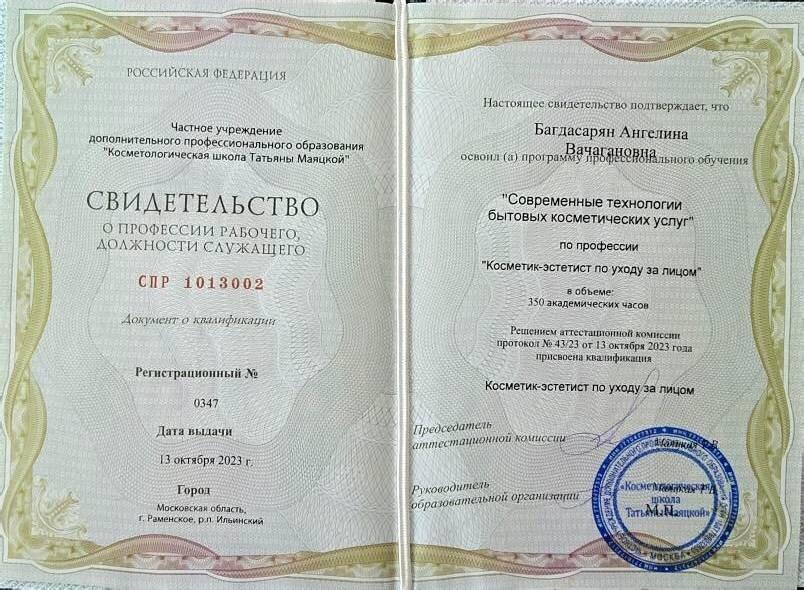 РОССИЙСКАЯ ФЕДЕРАЦИЯ
Частное учреждение
дополнительного профессионального образования
"Косметологическая школа Татьяны Маяцкой"
СВИДЕТЕЛЬСТВО
О ПРОФЕССИИ РАБОЧЕГО,
ДОЛЖНОСТИ СЛУЖАЩЕГО
СПР 1013002
Документ о квалификации
Регистрационный №
0347
Дата выдачи
13 октября 2023 г.
Город
Московская область,
г. Раменское, р.п. Ильинский
Настоящее свидетельство подтверждает, что
Багдасарян Ангелина
Вачагановна
освоил (а) программу профессионального обучения
"Современные технологии
бытовых косметических услуг"
по профессии
"Косметик-эстетист по уходу за лицом"
в объеме:
350 академических часов
Решением аттестационной комиссии
протокол № 43/23 от 13 октября 2023 года
присвоена квалификация
Косметик-эстетист по уходу за лицом
Председатель
аттестационной комиссии
Руководитель
образовательной организации
М.П.
«Косметологическая
школа
Татьяны Маяцкой»
МОСКВА